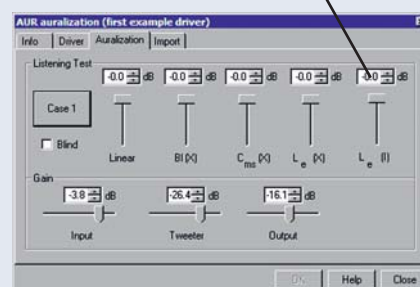 AUR auralization (first example driver)
Info Driver Auralization Import
Listening Test
-0.0 dB -0.0 dB -0.0 dB -0.0 dB -0.0 dB
Case 1
Blind
Linear Bl (X) Cms (X) Le (X) Le (I)
Gain
-3.8 dB -26.4 dB -16.1 dB
Input Tweeter Output
OK Help Close